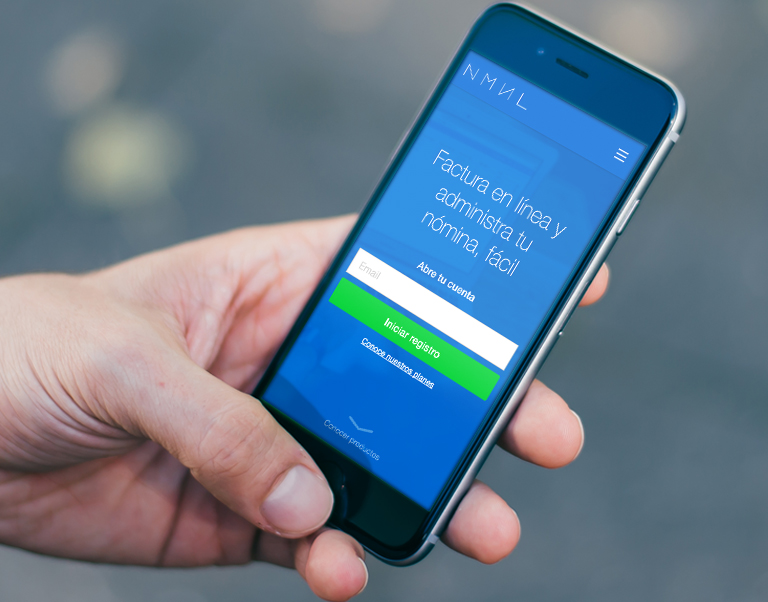 NMNL
Factura en línea y
administra tu
nómina, fácil
Abre tu cuenta
Email
Iniciar registro
Conoce nuestros planes
Conocer productos